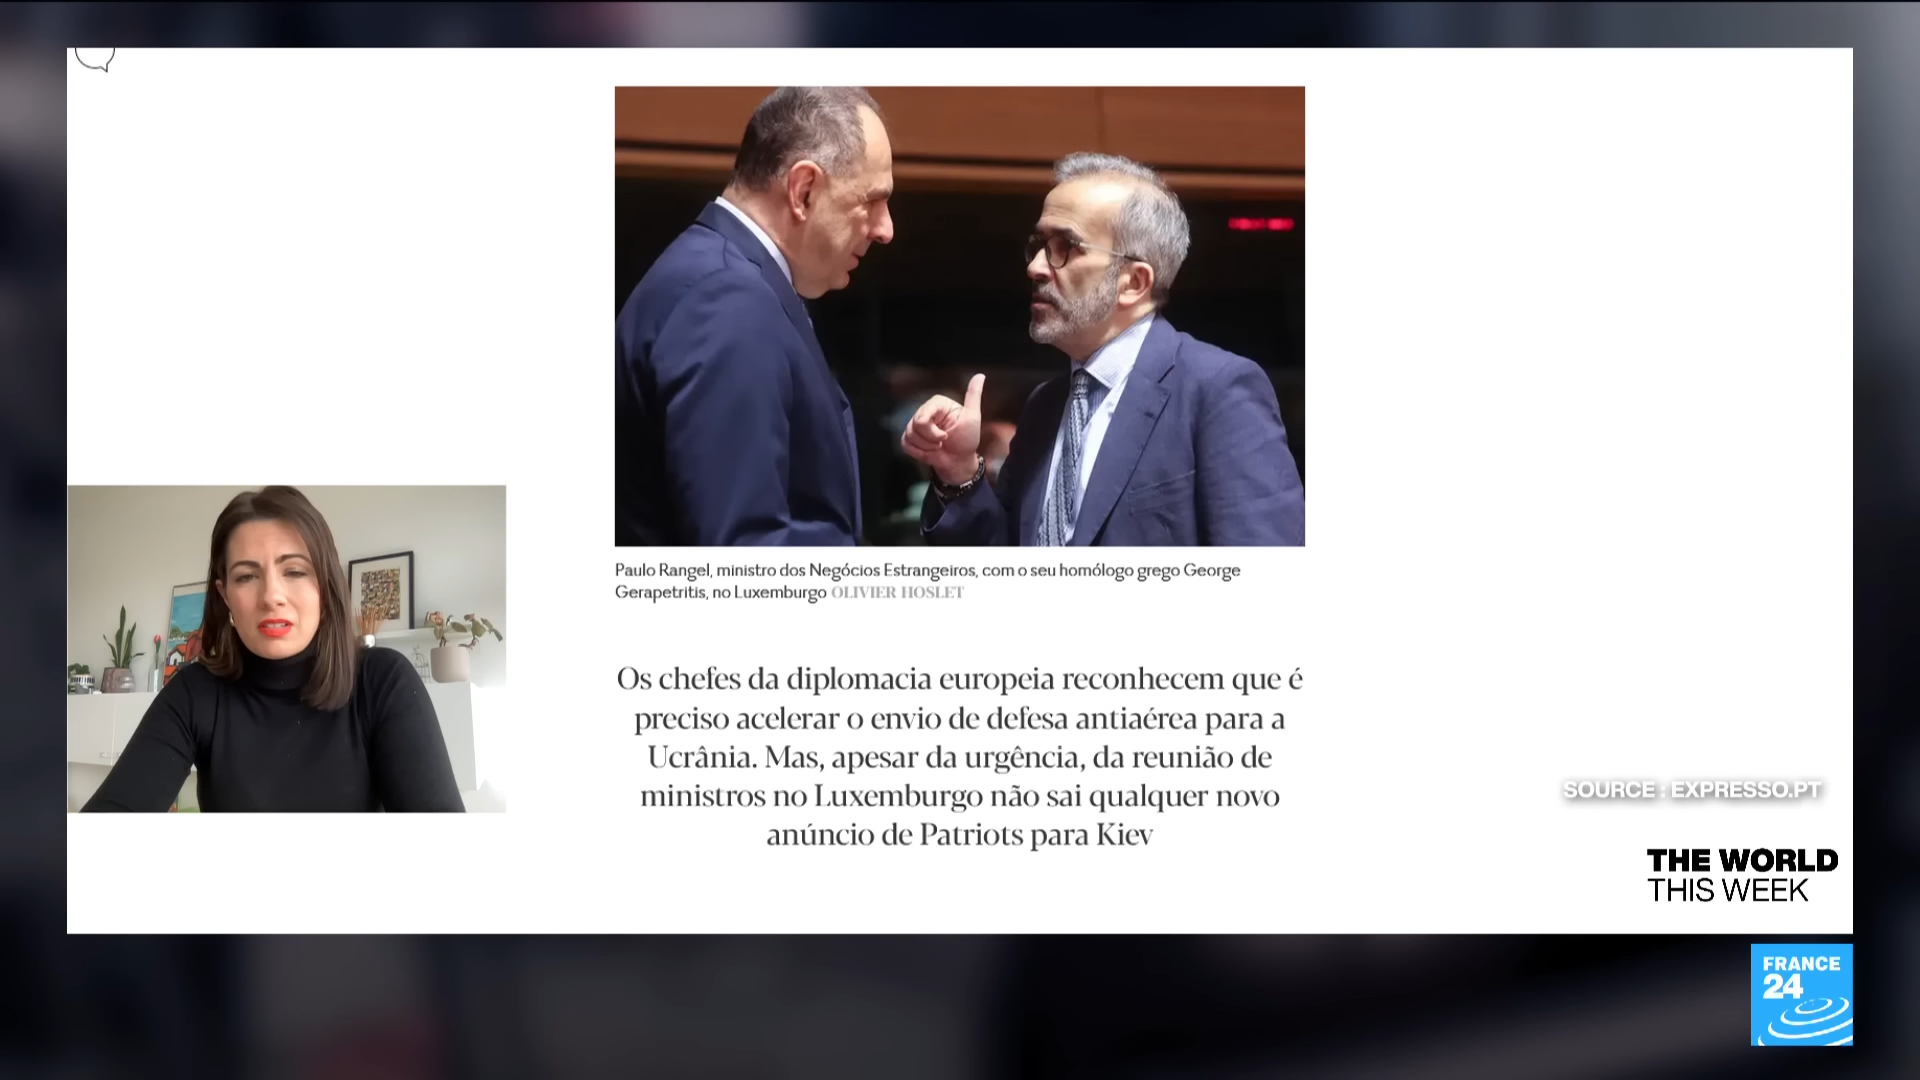 Paulo Rangel, ministro dos Negócios Estrangeiros, com o seu homólogo grego George
Gerapetritis, no Luxemburgo OLIVIER HOSLET
Os chefes da diplomacia europeia reconhecem que é
preciso acelerar o envio de defesa antiaérea para a
Ucrânia. Mas, apesar da urgência, da reunião de
ministros no Luxemburgo não sai qualquer novo
anúncio de Patriots para Kiev
SOURCE : EXPRESSO.PT
THE WORLD
THIS WEEK
FRANCE
24